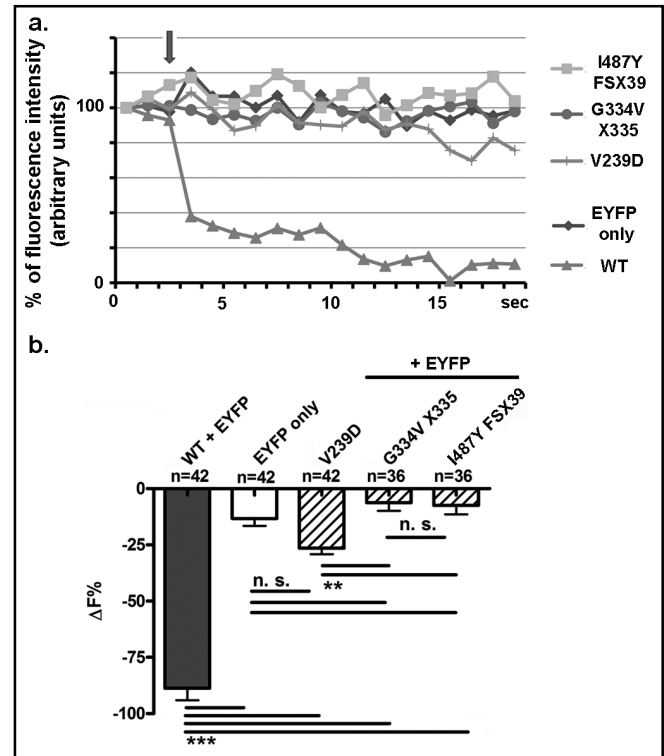 a.
% of fluorescence intensity
(arbitrary units)
100
0
0
5
10
15
sec
I487Y
FSX39
G334V
X335
V239D
EYFP
only
WT
b.
+ EYFP
WT + EYFP
EYFP only
V239D
G334V X335
I487Y FSX39
n=42
n=42
n=42
n=36
n=36
ΔF%
0
-25
-50
-75
-100
n. s.
n. s.
**
***